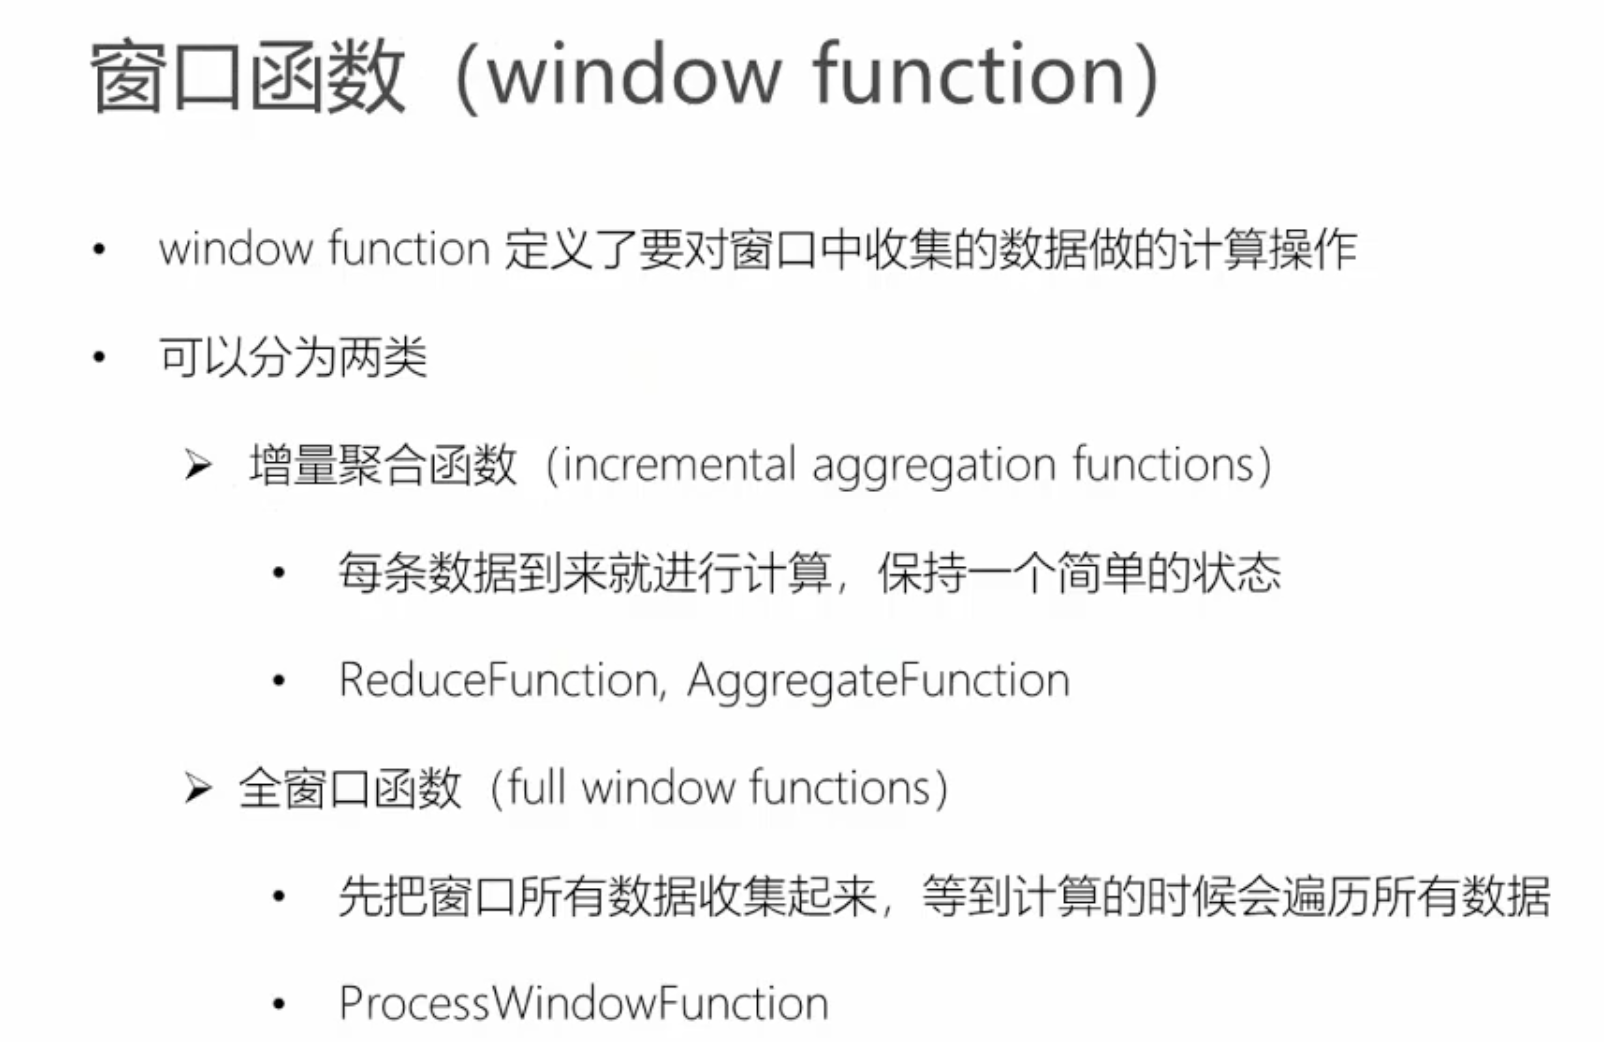 窗口函数（window function）
• window function 定义了要对窗口中收集的数据做的计算操作
• 可以分为两类
➢ 增量聚合函数（incremental aggregation functions）
• 每条数据到来就进行计算，保持一个简单的状态
• ReduceFunction, AggregateFunction
➢ 全窗口函数（full window functions）
• 先把窗口所有数据收集起来，等到计算的时候会遍历所有数据
• ProcessWindowFunction